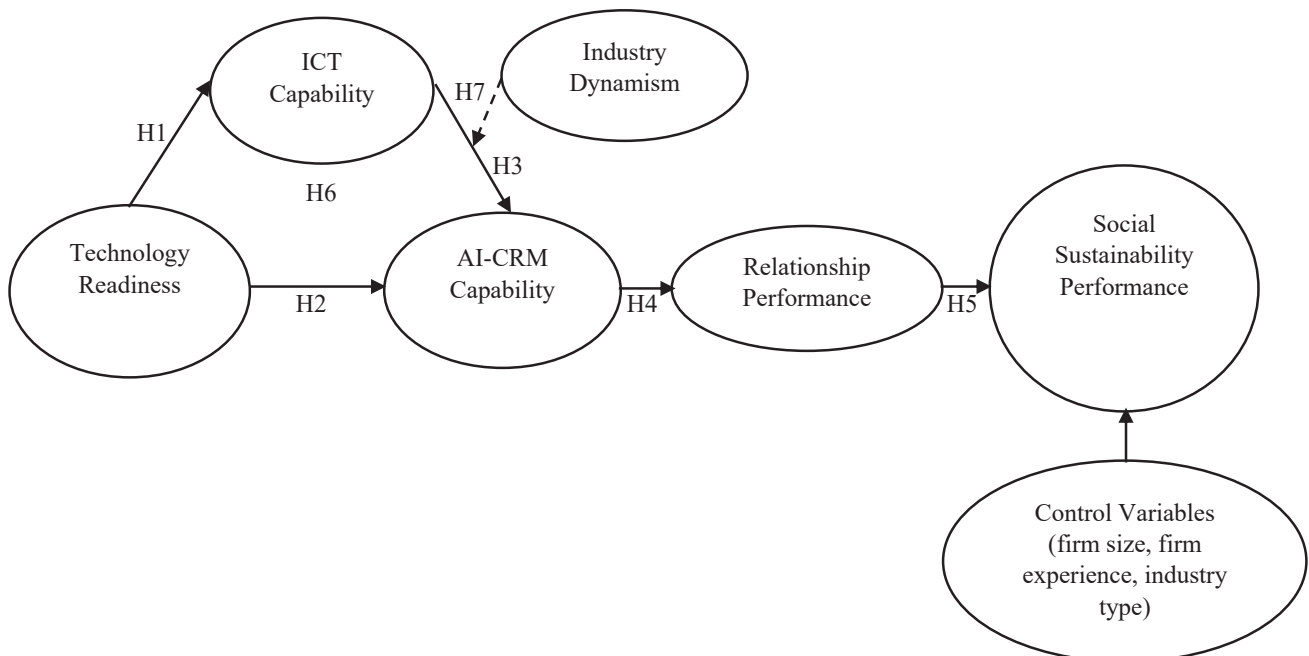 ICT
Capability
Industry
Dynamism
H7
H1
H3
H6
Technology
Readiness
AI-CRM
Capability
Relationship
Performance
Social
Sustainability
Performance
H2
H4
H5
Control Variables
(firm size, firm
experience, industry
type)